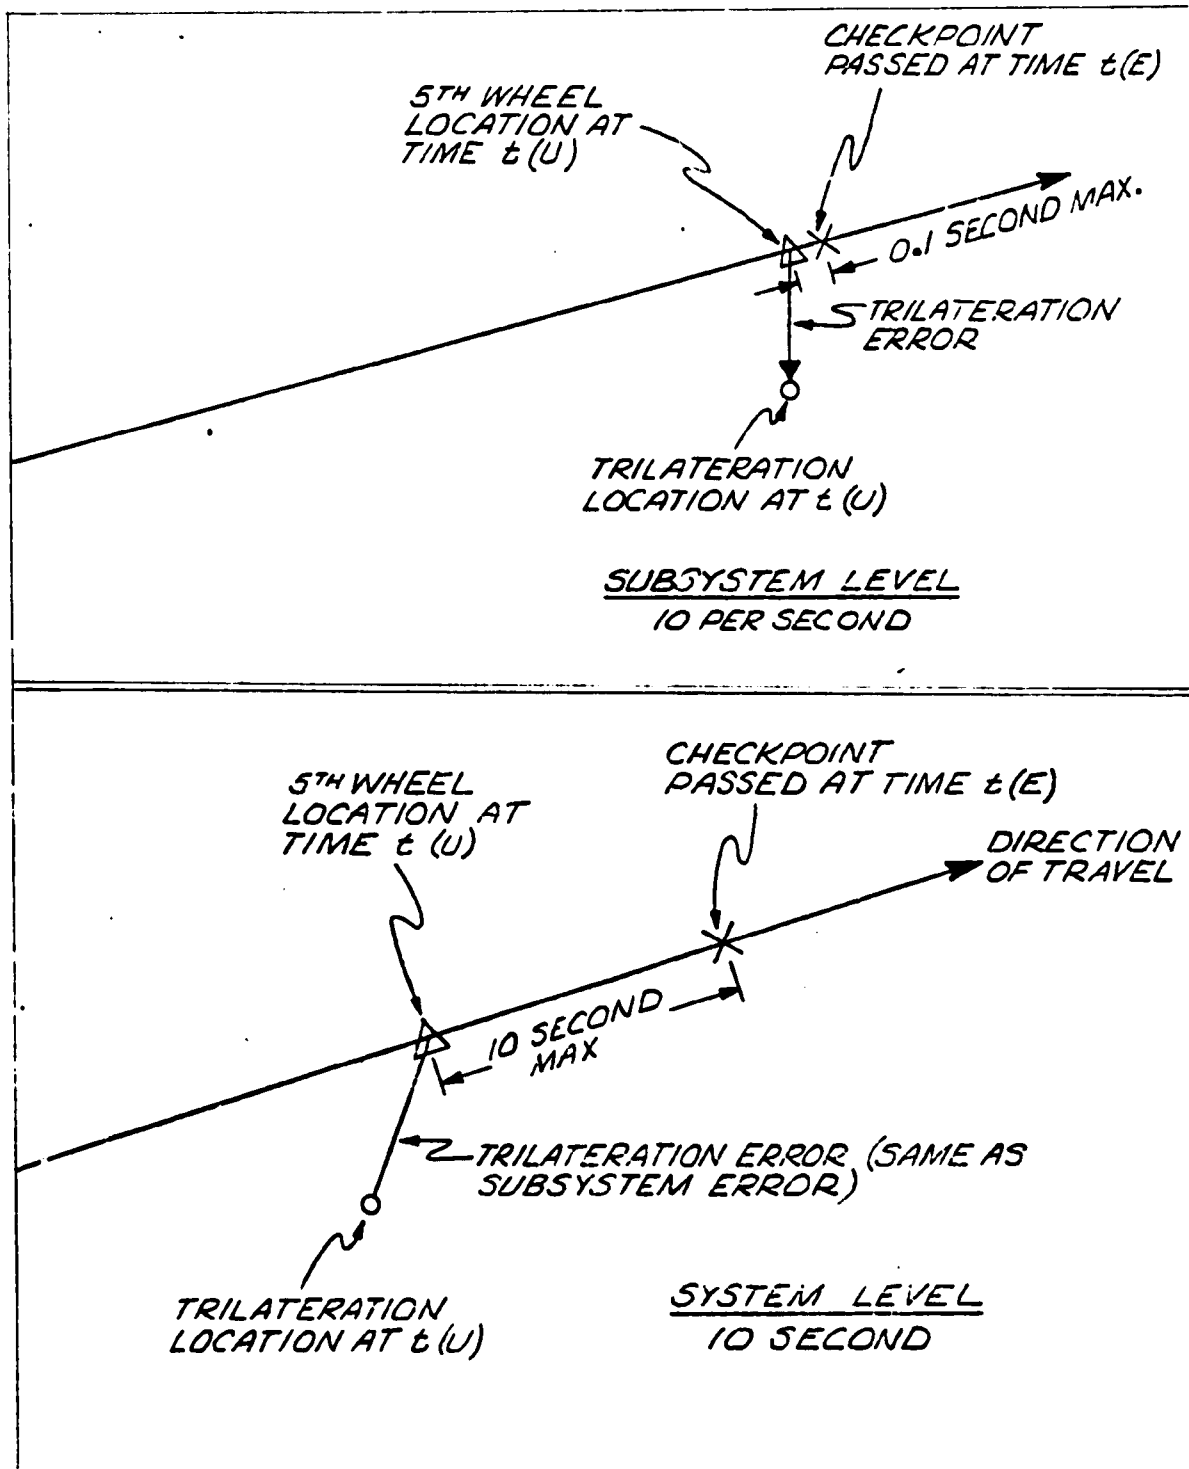 CHECKPOINT
PASSED AT TIME t(E)
5TH WHEEL
LOCATION AT
TIME t(U)
0.1 SECOND MAX.
TRILATERATION
ERROR
TRILATERATION
LOCATION AT t(U)
SUBSYSTEM LEVEL
10 PER SECOND
CHECKPOINT
PASSED AT TIME t(E)
5TH WHEEL
LOCATION AT
TIME t(U)
DIRECTION
OF TRAVEL
10 SECOND
MAX
TRILATERATION ERROR (SAME AS
SUBSYSTEM ERROR)
TRILATERATION
LOCATION AT t(U)
SYSTEM LEVEL
10 SECOND